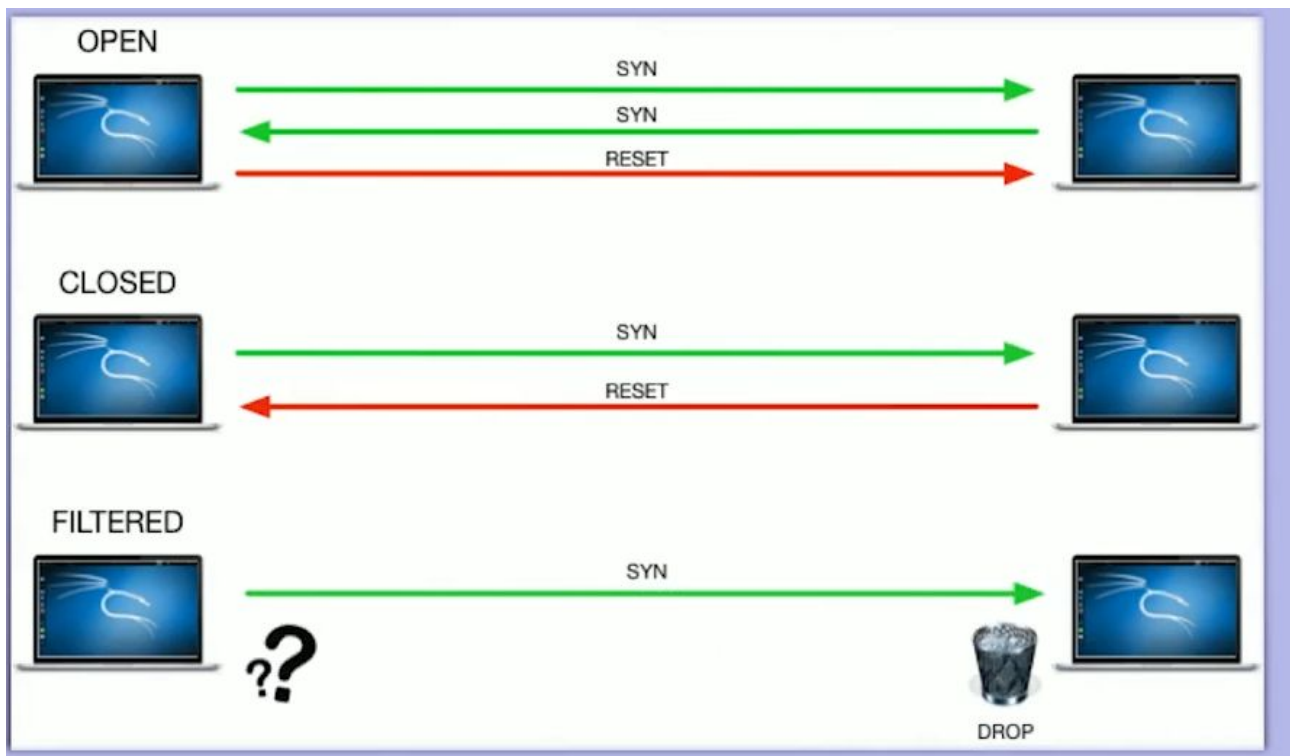 OPEN
SYN
SYN
RESET
CLOSED
SYN
RESET
FILTERED
SYN
??
DROP